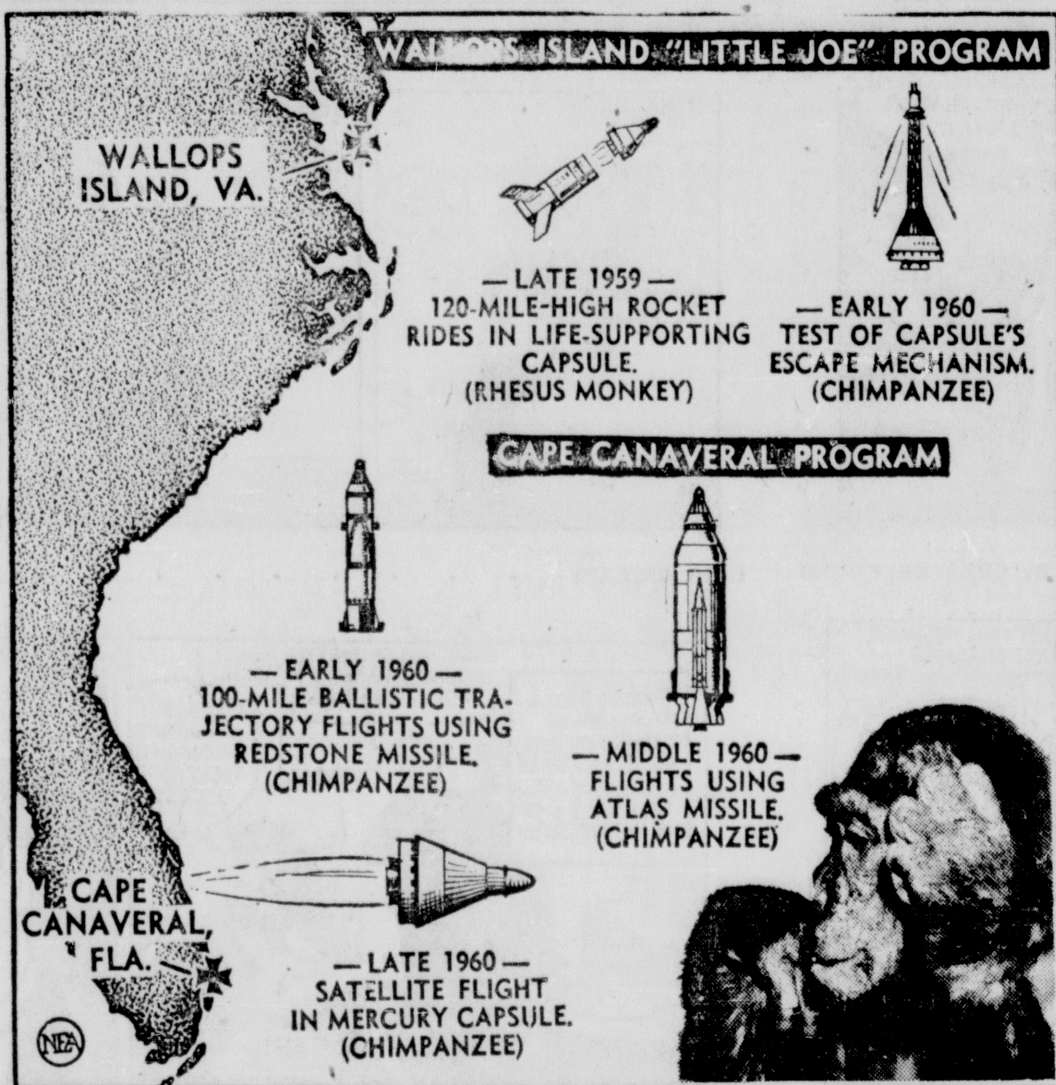 WALLOPS ISLAND "LITTLE JOE" PROGRAM
WALLOPS
ISLAND, VA.
— LATE 1959 —
120-MILE-HIGH ROCKET
RIDES IN LIFE-SUPPORTING
CAPSULE.
(RHESUS MONKEY)
— EARLY 1960 —
TEST OF CAPSULE'S
ESCAPE MECHANISM.
(CHIMPANZEE)
CAPE CANAVERAL PROGRAM
— EARLY 1960 —
100-MILE BALLISTIC TRA-
JECTORY FLIGHTS USING
REDSTONE MISSILE.
(CHIMPANZEE)
— MIDDLE 1960 —
FLIGHTS USING
ATLAS MISSILE.
(CHIMPANZEE)
CAPE
CANAVERAL,
FLA.
— LATE 1960 —
SATELLITE FLIGHT
IN MERCURY CAPSULE.
(CHIMPANZEE)
NEA